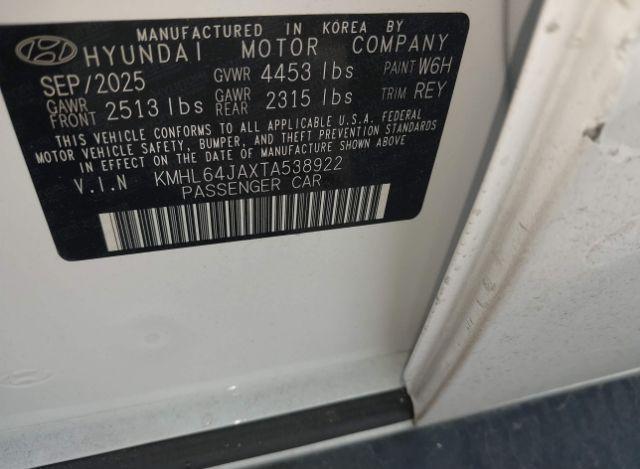 MANUFACTURED IN KOREA BY
HYUNDAI MOTOR COMPANY
SEP/2025 GVWR 4453 lbs PAINT W6H
GAWR FRONT 2513 lbs GAWR REAR 2315 lbs TRIM REY
THIS VEHICLE CONFORMS TO ALL APPLICABLE U.S.A. FEDERAL
MOTOR VEHICLE SAFETY, BUMPER, AND THEFT PREVENTION STANDARDS
IN EFFECT ON THE DATE OF MANUFACTURE SHOWN ABOVE.
V.I.N KMHL64JAXTA538922
PASSENGER CAR